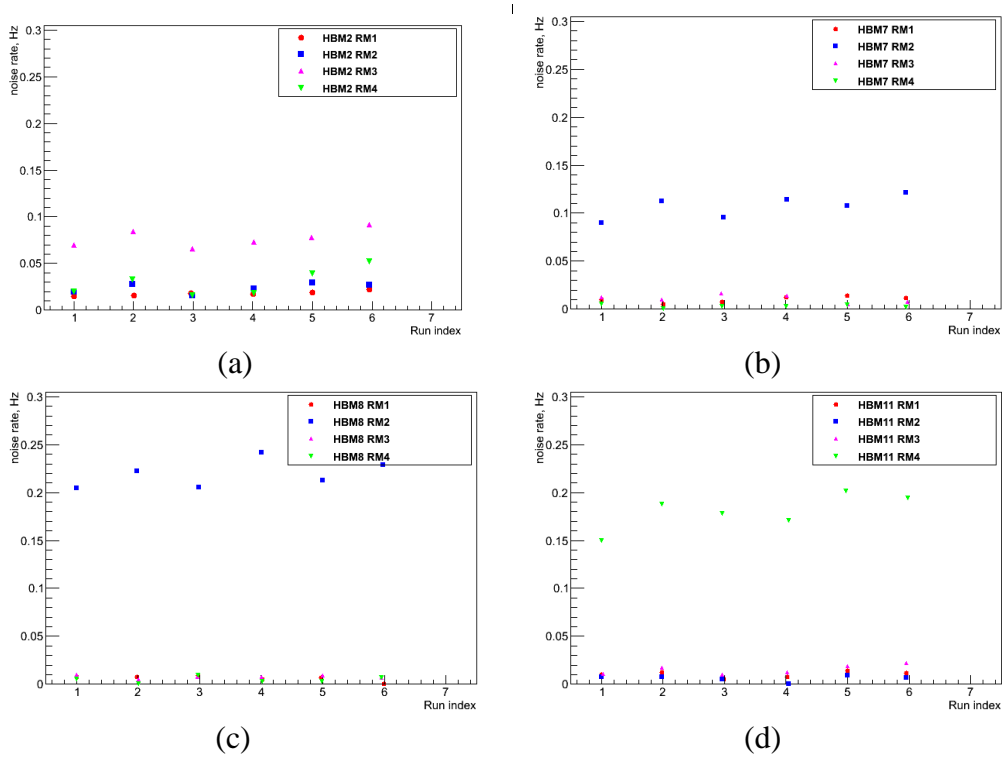 noise rate, Hz
0.3
0.25
0.2
0.15
0.1
0.05
0
HBM2 RM1
HBM2 RM2
HBM2 RM3
HBM2 RM4
1 2 3 4 5 6 7
Run index
(a)
noise rate, Hz
0.3
0.25
0.2
0.15
0.1
0.05
0
HBM7 RM1
HBM7 RM2
HBM7 RM3
HBM7 RM4
1 2 3 4 5 6 7
Run index
(b)
noise rate, Hz
0.3
0.25
0.2
0.15
0.1
0.05
0
HBM8 RM1
HBM8 RM2
HBM8 RM3
HBM8 RM4
1 2 3 4 5 6 7
Run index
(c)
noise rate, Hz
0.3
0.25
0.2
0.15
0.1
0.05
0
HBM11 RM1
HBM11 RM2
HBM11 RM3
HBM11 RM4
1 2 3 4 5 6 7
Run index
(d)